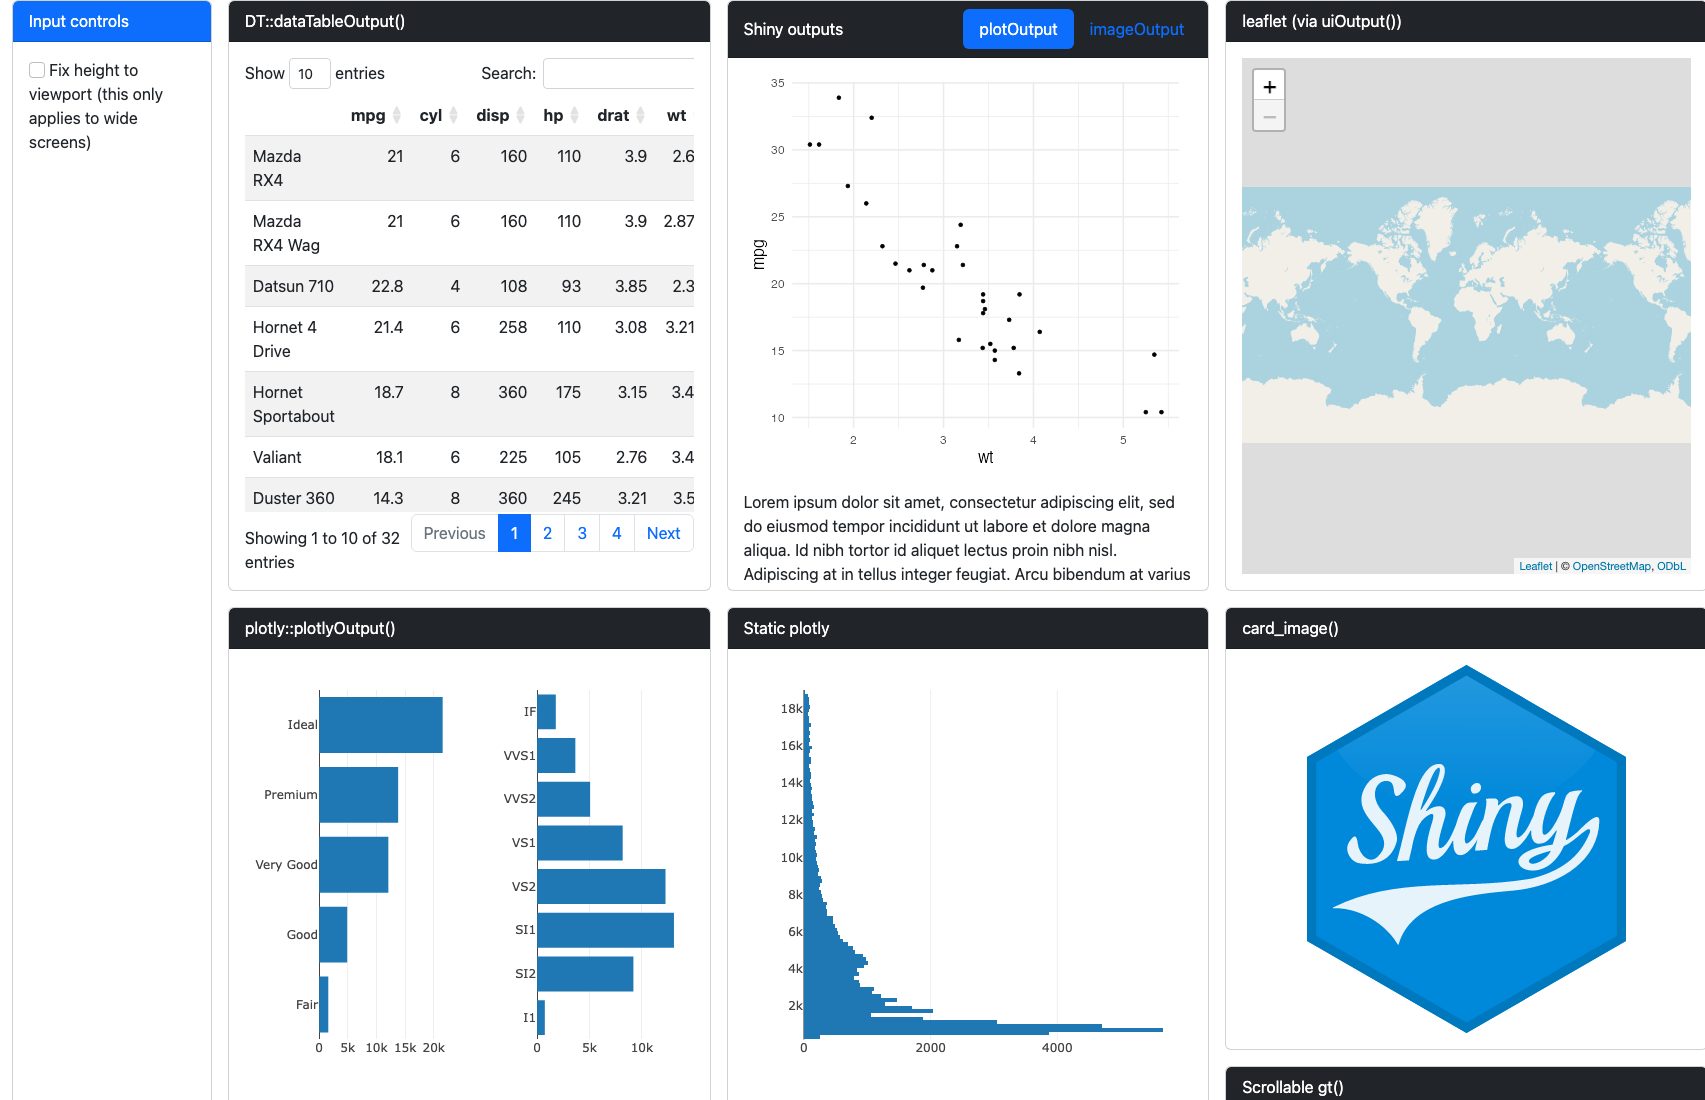 Input controls
Fix height to
viewport (this only
applies to wide
screens)
DT::dataTableOutput()
Show 10 entries
Search:
mpg cyl disp hp drat wt
Mazda RX4 21 6 160 110 3.9 2.6
Mazda RX4 Wag 21 6 160 110 3.9 2.87
Datsun 710 22.8 4 108 93 3.85 2.3
Hornet 4 Drive 21.4 6 258 110 3.08 3.21
Hornet Sportabout 18.7 8 360 175 3.15 3.4
Valiant 18.1 6 225 105 2.76 3.4
Duster 360 14.3 8 360 245 3.21 3.5
Showing 1 to 10 of 32
entries
Previous 1 2 3 4 Next
Shiny outputs plotOutput imageOutput
35
30
25
20
15
10
mpg
2 3 4 5
wt
Lorem ipsum dolor sit amet, consectetur adipiscing elit, sed
do eiusmod tempor incididunt ut labore et dolore magna
aliqua. Id nibh tortor id aliquet lectus proin nibh nisl.
Adipiscing at in tellus integer feugiat. Arcu bibendum at varius
leaflet (via uiOutput())
+
−
Leaflet | © OpenStreetMap, ODbL
plotly::plotlyOutput()
Ideal
Premium
Very Good
Good
Fair
0 5k 10k 15k 20k
IF
VVS1
VVS2
VS1
VS2
SI1
SI2
I1
0 5k 10k
Static plotly
18k
16k
14k
12k
10k
8k
6k
4k
2k
0 2000 4000
card_image()
Shiny
Scrollable gt()